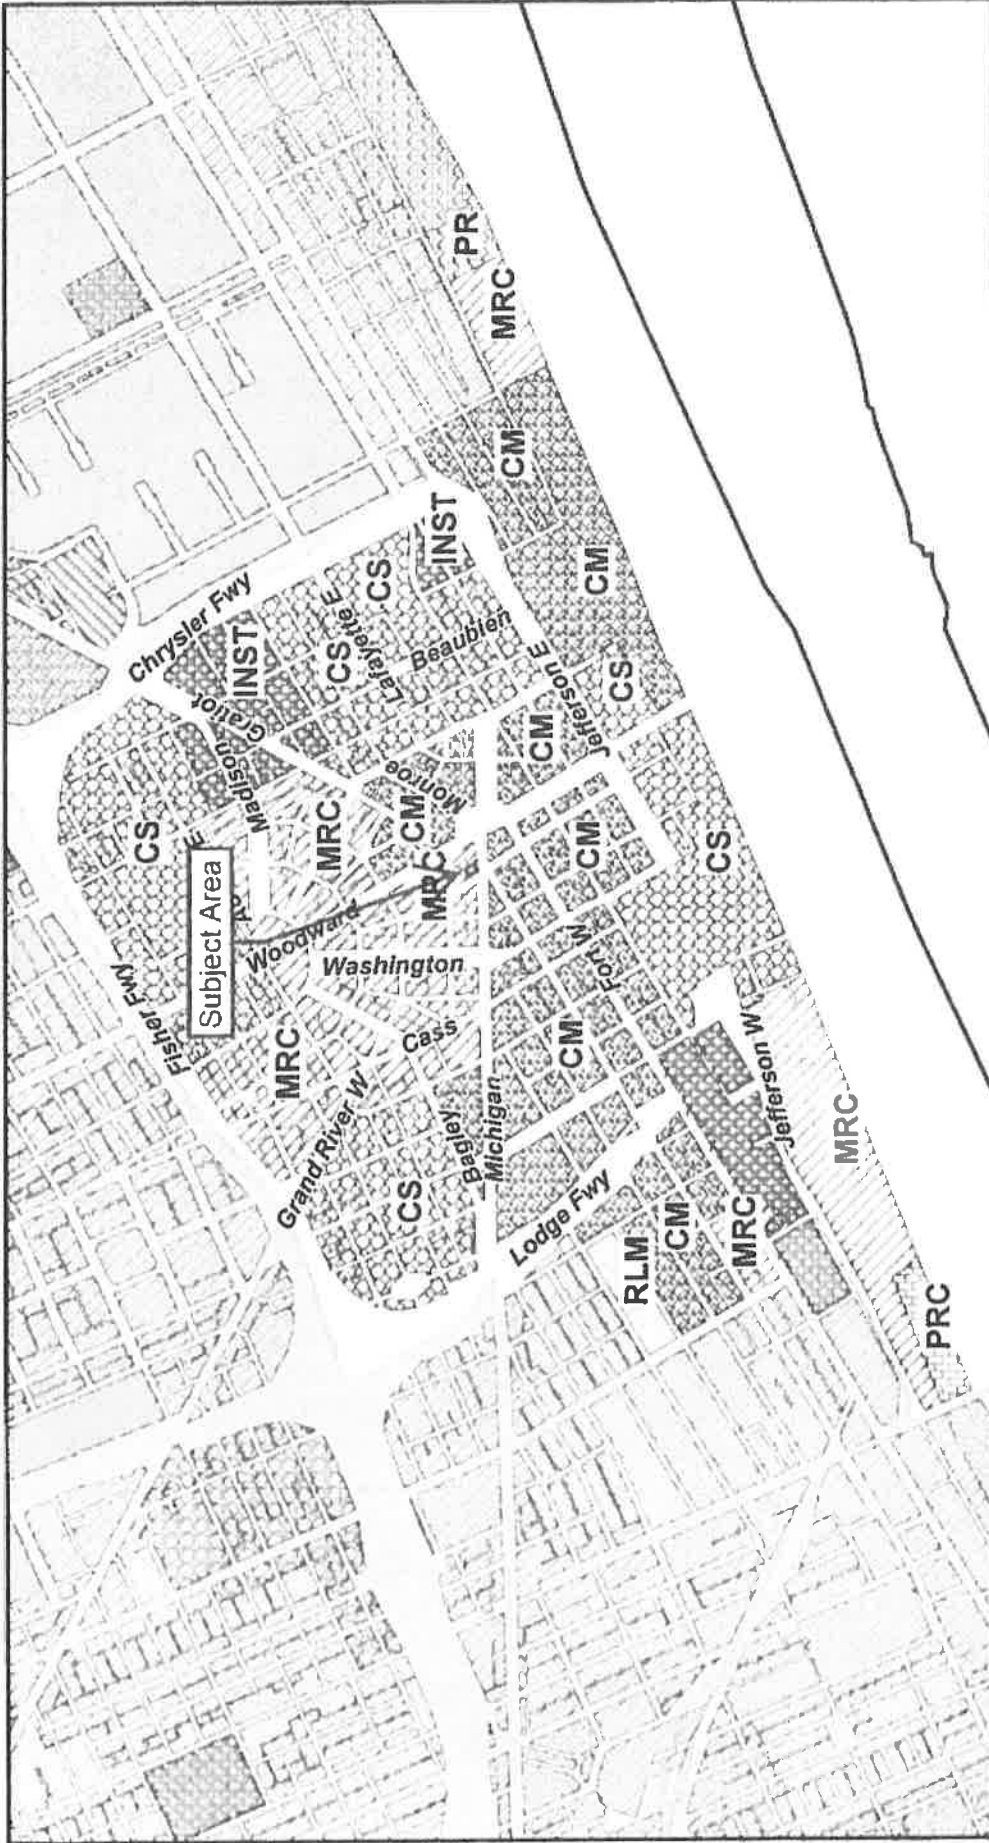 PR
MRC
CM
CM
INST
CS
Chrysler Fwy
INST
CS
Lafayette E
Beaubien
Jefferson E
CS
CM
Gratiot
Madison
Monroe
CM
MRC
MRC
CM
CS
CS
E
Subject Area
Woodward
Washington
Fisher Fwy
MRC
Cass
Grand River W
Bagley
Michigan
CM
Fort W
Jefferson W
MRC
CS
Lodge Fwy
RLM
CM
MRC
PRC